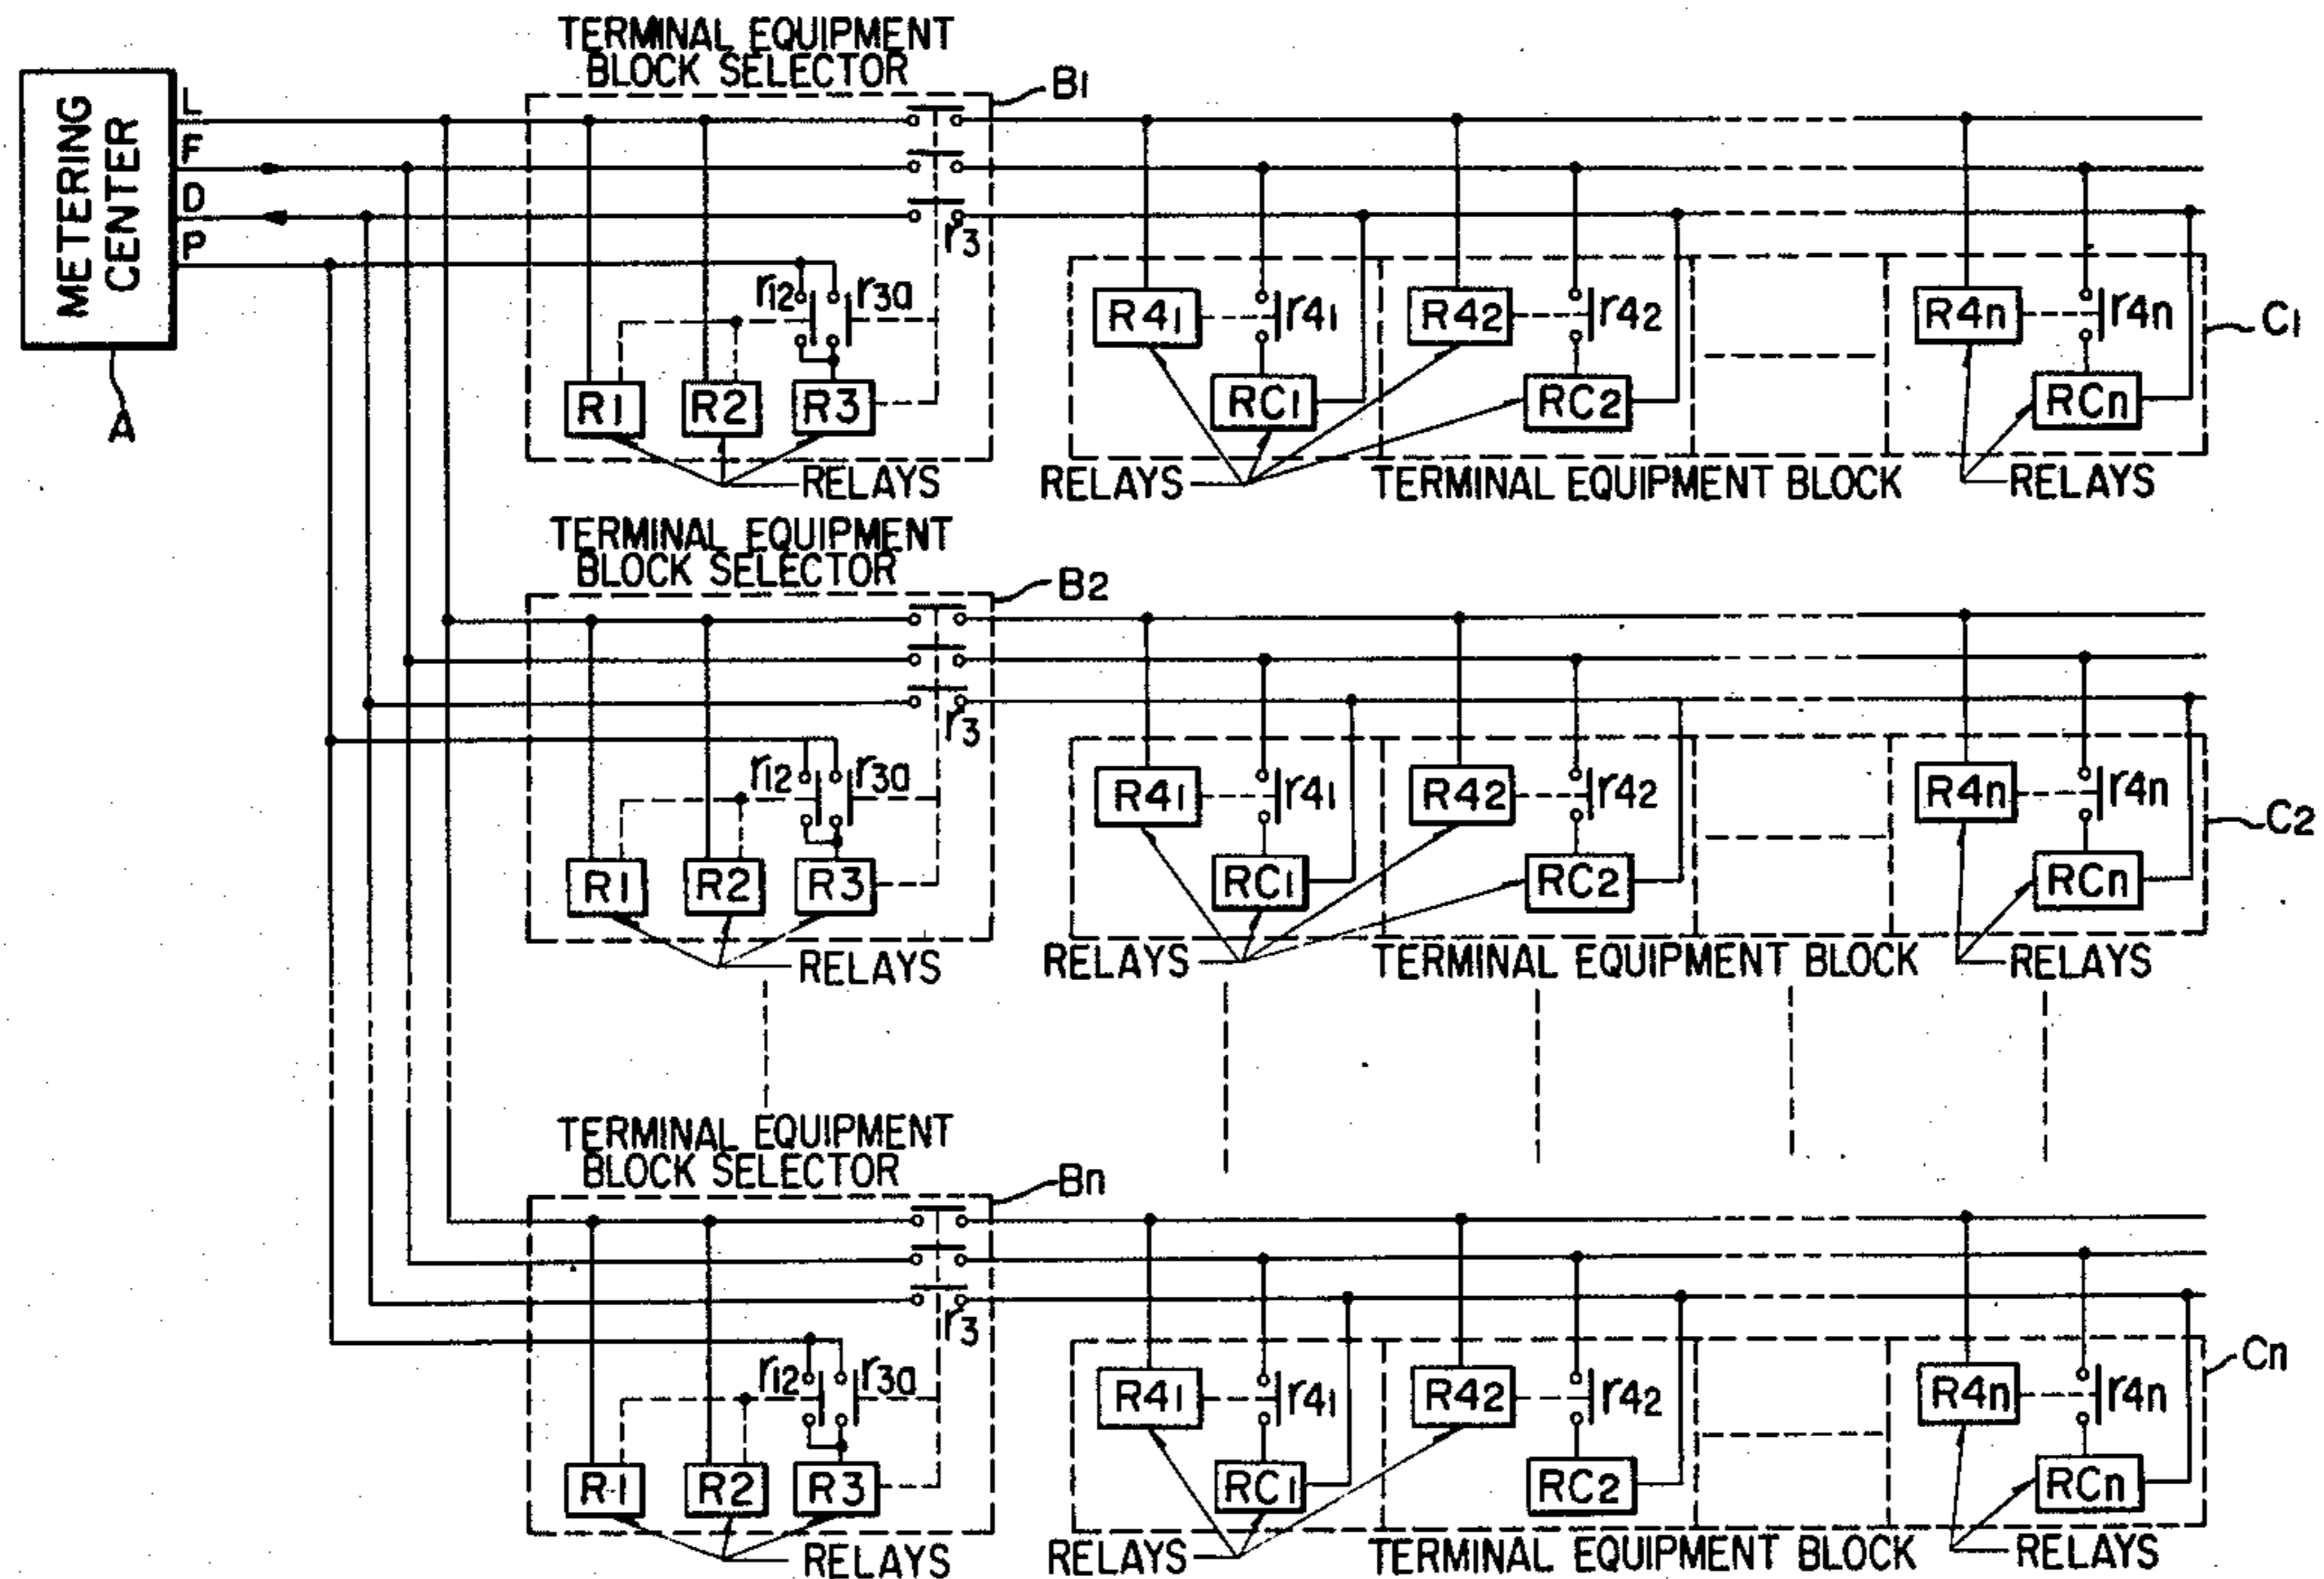 TERMINAL EQUIPMENT
BLOCK SELECTOR
B1
METERING
CENTER
L
F
D
P
A
r3
r12
r3a
R1
R2
R3
RELAYS
R41
r41
RC1
R42
r42
RC2
R4n
r4n
RCn
C1
RELAYS
TERMINAL EQUIPMENT BLOCK
RELAYS
TERMINAL EQUIPMENT
BLOCK SELECTOR
B2
r3
r12
r3a
R1
R2
R3
RELAYS
R41
r41
RC1
R42
r42
RC2
R4n
r4n
RCn
C2
RELAYS
TERMINAL EQUIPMENT BLOCK
RELAYS
TERMINAL EQUIPMENT
BLOCK SELECTOR
Bn
r3
r12
r3a
R1
R2
R3
RELAYS
R41
r41
RC1
R42
r42
RC2
R4n
r4n
RCn
Cn
RELAYS
TERMINAL EQUIPMENT BLOCK
RELAYS